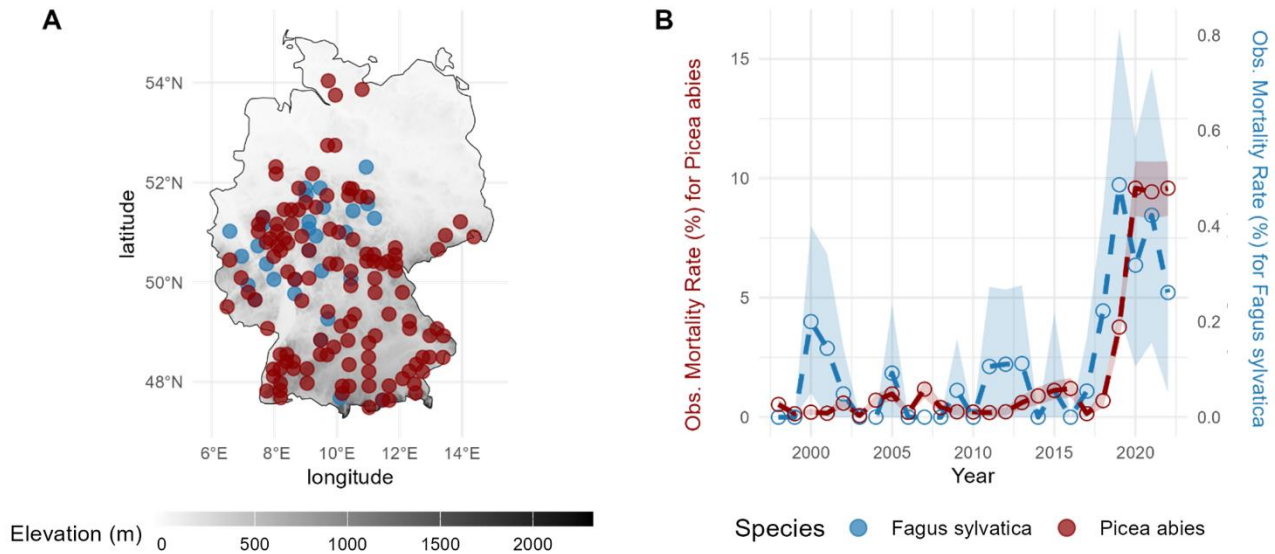 A
54°N
52°N
50°N
48°N
latitude
6°E 8°E 10°E 12°E 14°E
longitude
Elevation (m)
0 500 1000 1500 2000
B
Obs. Mortality Rate (%) for Picea abies
15
10
5
0
0.8
0.6
0.4
0.2
0.0
Obs. Mortality Rate (%) for Fagus sylvatica
2000 2005 2010 2015 2020
Year
Species Fagus sylvatica Picea abies